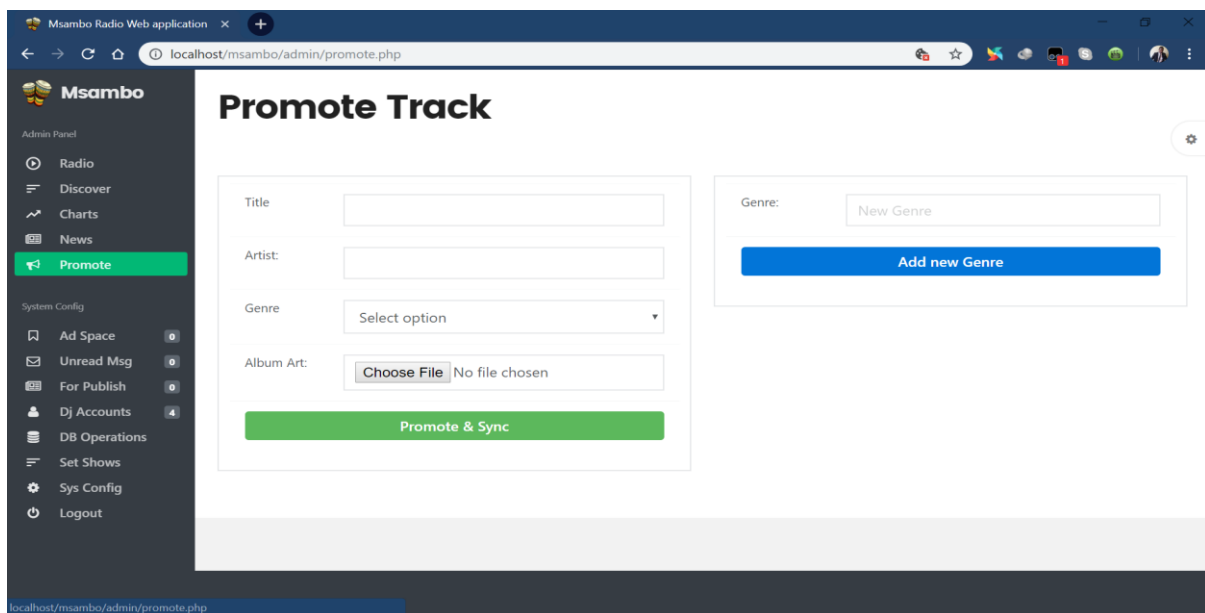 Msambo Radio Web application
localhost/msambo/admin/promote.php
1
Msambo
Admin Panel
Radio
Discover
Charts
News
Promote
System Config
Ad Space 0
Unread Msg 0
For Publish 0
Dj Accounts 4
DB Operations
Set Shows
Sys Config
Logout
Promote Track
Title
Artist:
Genre Select option
Album Art: Choose File No file chosen
Promote & Sync
Genre: New Genre
Add new Genre
localhost/msambo/admin/promote.php